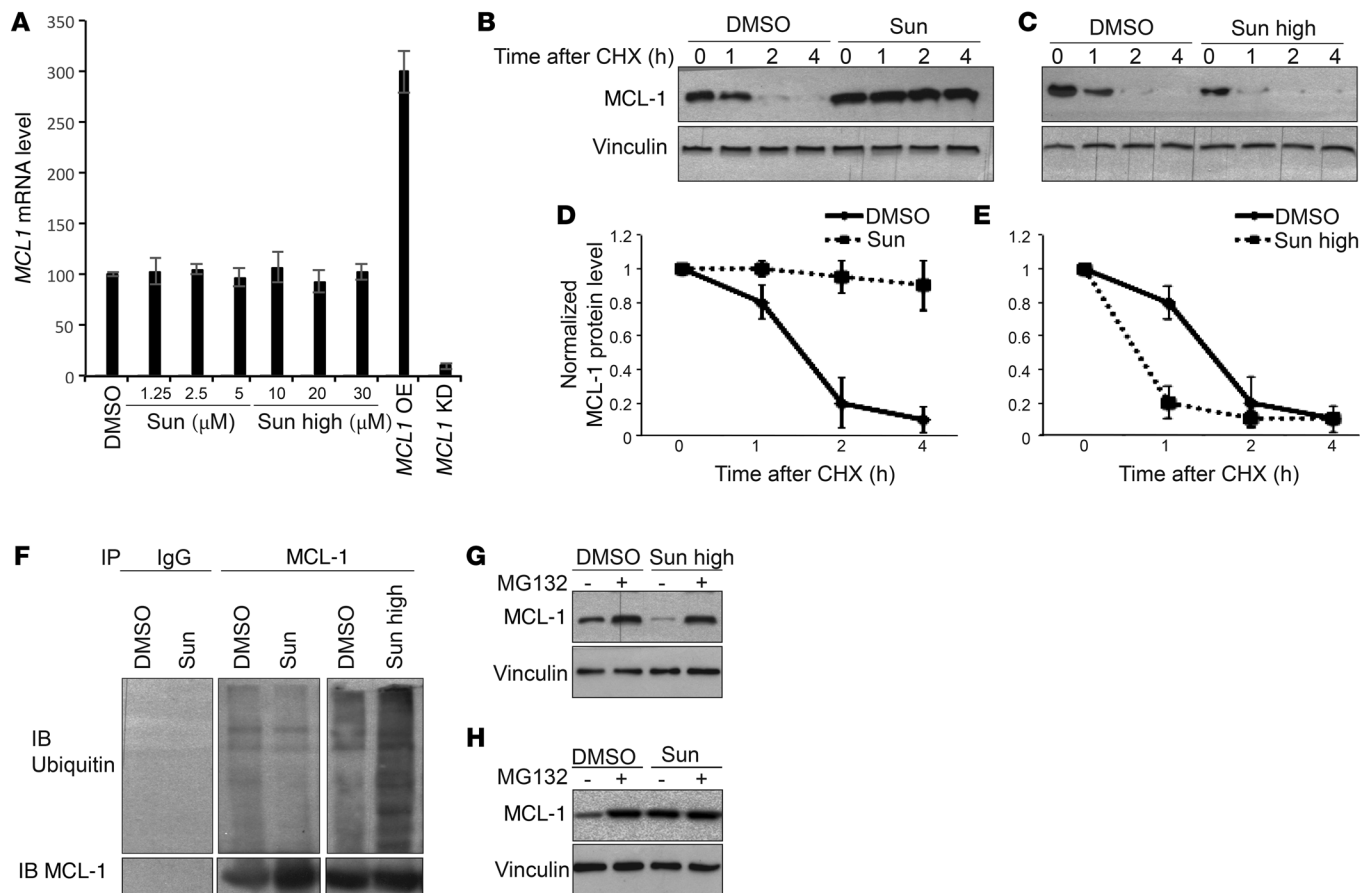 A
MCL1 mRNA level
350
300
250
200
150
100
50
0
DMSO
1.25 2.5 5 10 20 30
Sun (μM) Sun high (μM)
MCL1 OE
MCL1 KD
B
DMSO Sun
Time after CHX (h) 0 1 2 4 0 1 2 4
MCL-1
Vinculin
C
DMSO Sun high
0 1 2 4 0 1 2 4
D
DMSO
Sun
Normalized
MCL-1 protein level
1.2
1
0.8
0.6
0.4
0.2
0
0 1 2 4
Time after CHX (h)
E
DMSO
Sun high
1.2
1
0.8
0.6
0.4
0.2
0
0 1 2 4
Time after CHX (h)
F
IP IgG MCL-1
DMSO Sun DMSO Sun DMSO Sun high
IB
Ubiquitin
IB MCL-1
G
DMSO Sun high
MG132 - + - +
MCL-1
Vinculin
H
DMSO Sun
MG132 - + - +
MCL-1
Vinculin